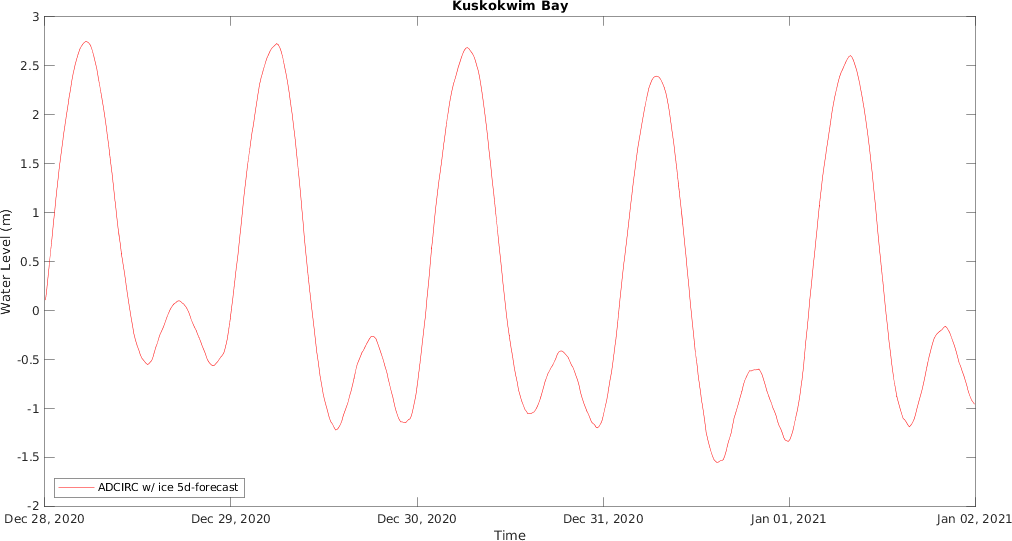 Kuskokwim Bay
3
2.5
2
1.5
1
0.5
0
-0.5
-1
-1.5
-2
Water Level (m)
ADCIRC w/ ice 5d-forecast
Dec 28, 2020 Dec 29, 2020 Dec 30, 2020 Dec 31, 2020 Jan 01, 2021 Jan 02, 2021
Time